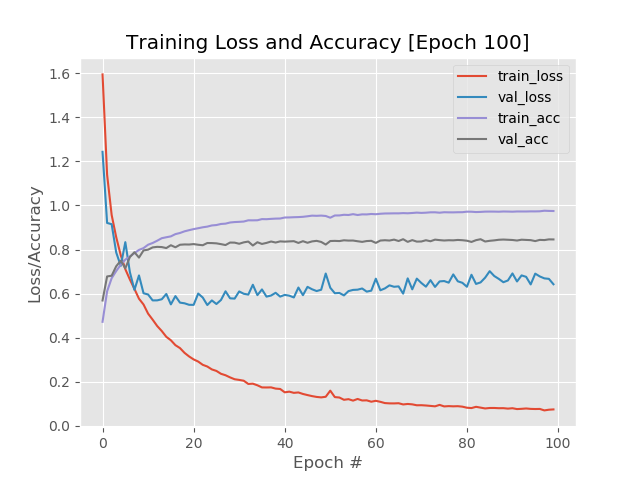 Training Loss and Accuracy [Epoch 100]
train_loss
val_loss
train_acc
val_acc
Loss/Accuracy
1.6
1.4
1.2
1.0
0.8
0.6
0.4
0.2
0.0
0 20 40 60 80 100
Epoch #